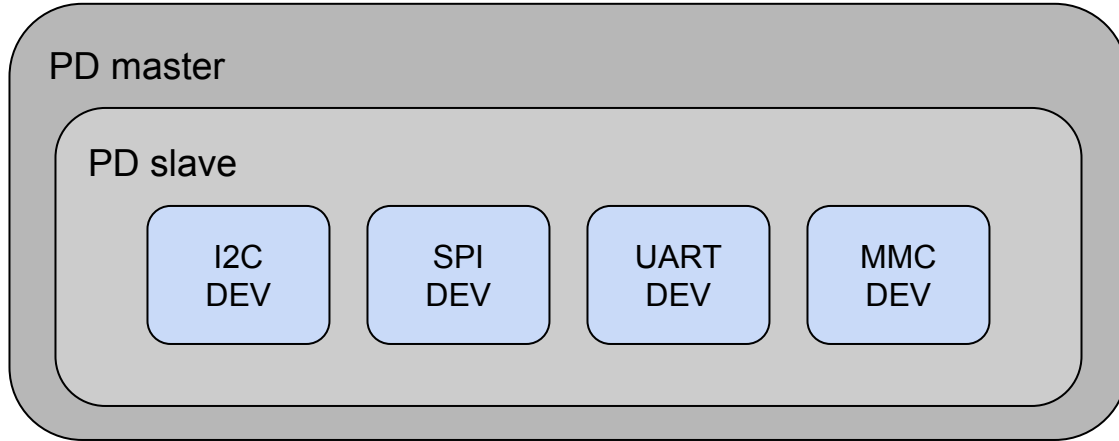 PD master
PD slave
I2C
DEV
SPI
DEV
UART
DEV
MMC
DEV